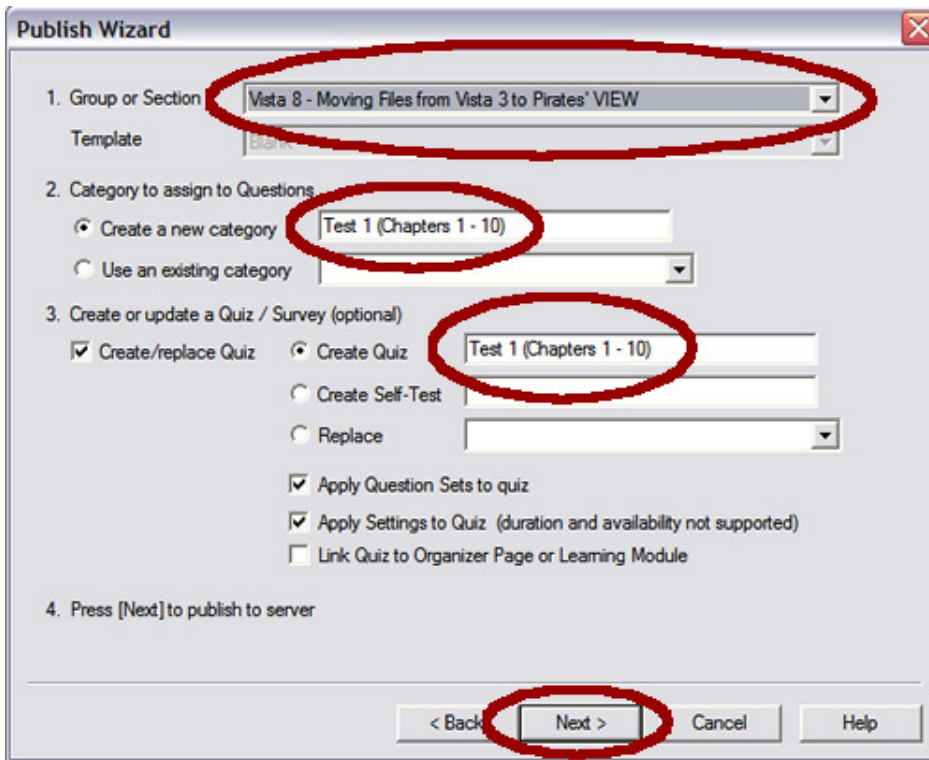 Publish Wizard
1. Group or Section Vista 8 - Moving Files from Vista 3 to Pirates' VIEW
Template Blank
2. Category to assign to Questions
Create a new category Test 1 (Chapters 1 - 10)
Use an existing category
3. Create or update a Quiz / Survey (optional)
Create/replace Quiz Create Quiz Test 1 (Chapters 1 - 10)
Create Self-Test
Replace
Apply Question Sets to quiz
Apply Settings to Quiz (duration and availability not supported)
Link Quiz to Organizer Page or Learning Module
4. Press [Next] to publish to server
< Back Next > Cancel Help